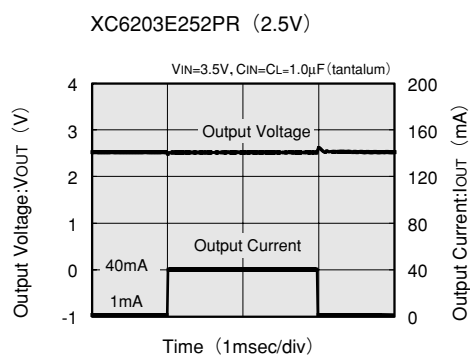 XC6203E252PR (2.5V)
VIN=3.5V, CIN=CL=1.0μF(tantalum)
Output Voltage:VOUT (V)
4
3
2
1
0
-1
Output Voltage
Output Current
40mA
1mA
200
160
120
80
40
0
Output Current:IOUT (mA)
Time (1msec/div)